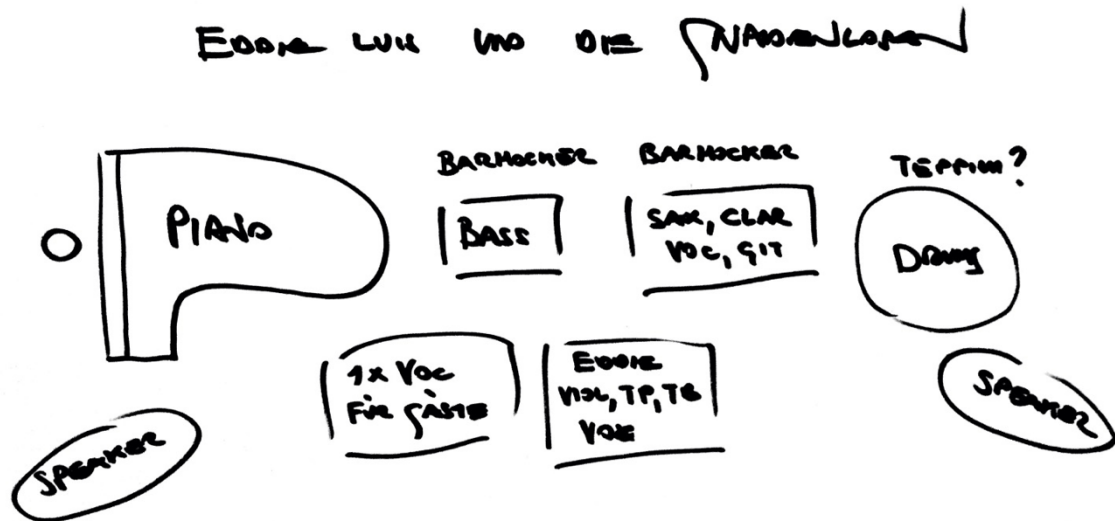 EDDIE LUIS UND DIE GNADENLOSEN
BARHOCKER
BARHOCKER
TEPPICH?
PIANO
BASS
SAX, CLAR
VOC, GIT
DRUMS
1x VOC
FÜR GÄSTE
EDDIE
VIOL, TP, TB
VOC
SPEAKER
SPEAKER